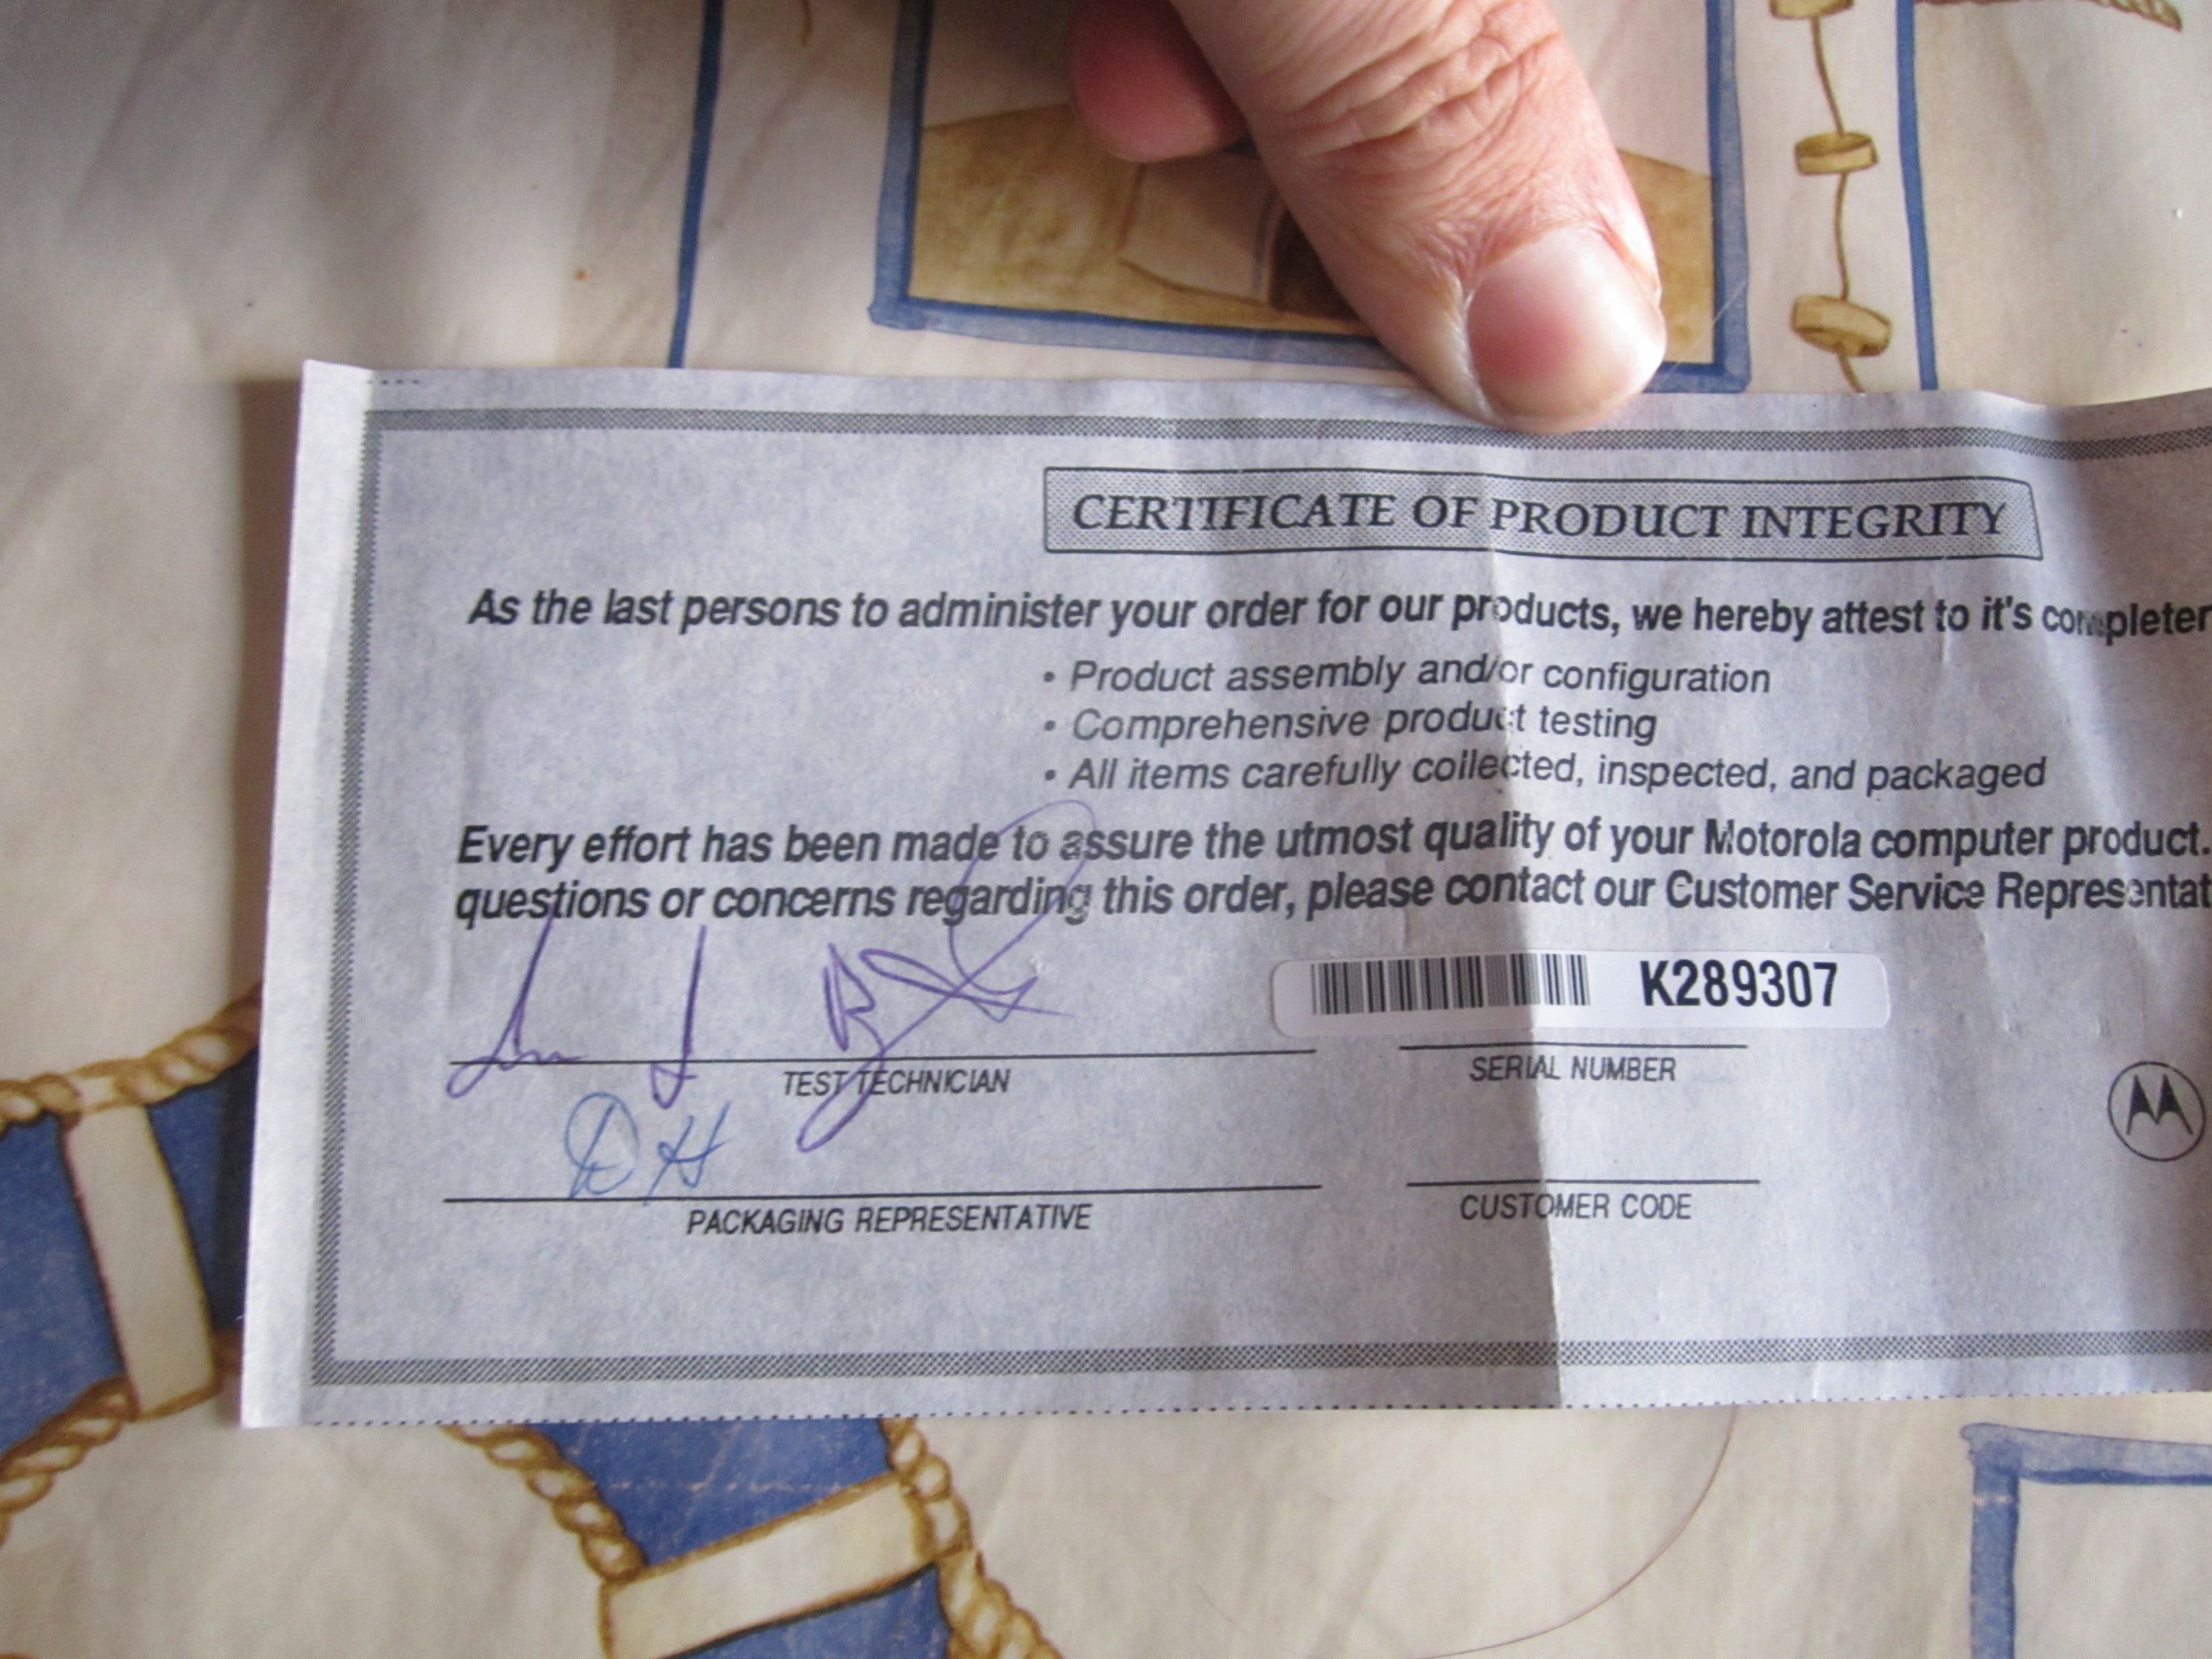 CERTIFICATE OF PRODUCT INTEGRITY
As the last persons to administer your order for our products, we hereby attest to it's completer
• Product assembly and/or configuration
• Comprehensive product testing
• All items carefully collected, inspected, and packaged
Every effort has been made to assure the utmost quality of your Motorola computer product.
questions or concerns regarding this order, please contact our Customer Service Representat
K289307
TEST TECHNICIAN
SERIAL NUMBER
DH
PACKAGING REPRESENTATIVE
CUSTOMER CODE